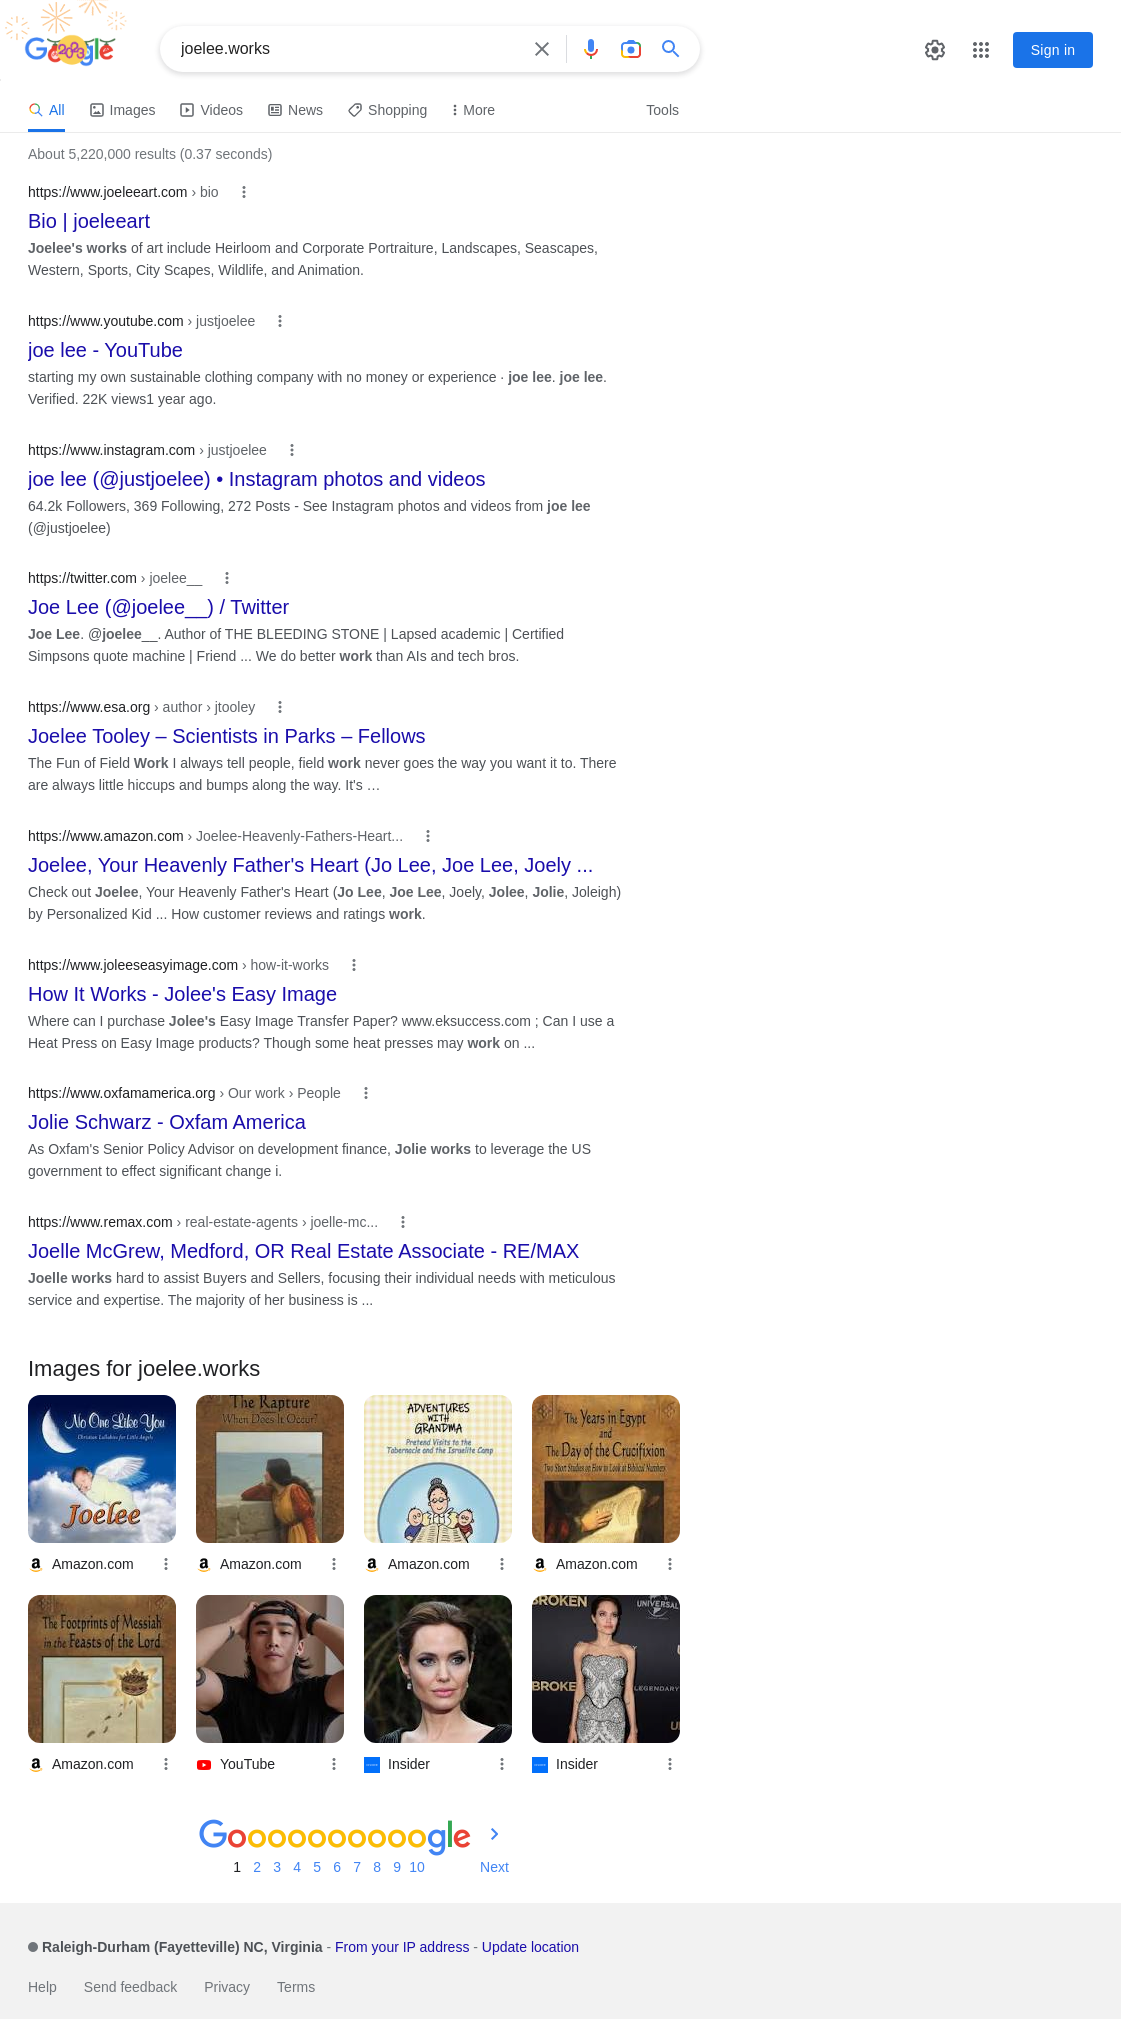 Google
2023
joelee.works
Sign in
All
Images
Videos
News
Shopping
More
Tools
About 5,220,000 results (0.37 seconds)
https://www.joeleeart.com › bio
Bio | joeleeart
Joelee's works of art include Heirloom and Corporate Portraiture, Landscapes, Seascapes,
Western, Sports, City Scapes, Wildlife, and Animation.
https://www.youtube.com › justjoelee
joe lee - YouTube
starting my own sustainable clothing company with no money or experience · joe lee. joe lee.
Verified. 22K views1 year ago.
https://www.instagram.com › justjoelee
joe lee (@justjoelee) • Instagram photos and videos
64.2k Followers, 369 Following, 272 Posts - See Instagram photos and videos from joe lee
(@justjoelee)
https://twitter.com › joelee__
Joe Lee (@joelee__) / Twitter
Joe Lee. @joelee__. Author of THE BLEEDING STONE | Lapsed academic | Certified
Simpsons quote machine | Friend ... We do better work than AIs and tech bros.
https://www.esa.org › author › jtooley
Joelee Tooley – Scientists in Parks – Fellows
The Fun of Field Work I always tell people, field work never goes the way you want it to. There
are always little hiccups and bumps along the way. It's …
https://www.amazon.com › Joelee-Heavenly-Fathers-Heart...
Joelee, Your Heavenly Father's Heart (Jo Lee, Joe Lee, Joely ...
Check out Joelee, Your Heavenly Father's Heart (Jo Lee, Joe Lee, Joely, Jolee, Jolie, Joleigh)
by Personalized Kid ... How customer reviews and ratings work.
https://www.joleeseasyimage.com › how-it-works
How It Works - Jolee's Easy Image
Where can I purchase Jolee's Easy Image Transfer Paper? www.eksuccess.com ; Can I use a
Heat Press on Easy Image products? Though some heat presses may work on ...
https://www.oxfamamerica.org › Our work › People
Jolie Schwarz - Oxfam America
As Oxfam's Senior Policy Advisor on development finance, Jolie works to leverage the US
government to effect significant change i.
https://www.remax.com › real-estate-agents › joelle-mc...
Joelle McGrew, Medford, OR Real Estate Associate - RE/MAX
Joelle works hard to assist Buyers and Sellers, focusing their individual needs with meticulous
service and expertise. The majority of her business is ...
Images for joelee.works
No One Like You
Christian Lullabies for Little Angels
Joelee
The Rapture
When Does It Occur?
ADVENTURES
WITH
GRANDMA
Pretend Visits to the
Tabernacle and the Israelite Camp
The Years in Egypt
and
The Day of the Crucifixion
Two Short Studies on How to Look at Biblical Numbers
Amazon.com
Amazon.com
Amazon.com
Amazon.com
The Footprints of Messiah
in the Feasts of the Lord
BROKEN
UNIVERSAL
BROKEN
LEGENDARY
Amazon.com
YouTube
Insider
Insider
Goooooooooogle
1 2 3 4 5 6 7 8 9 10 Next
Raleigh-Durham (Fayetteville) NC, Virginia - From your IP address - Update location
Help
Send feedback
Privacy
Terms